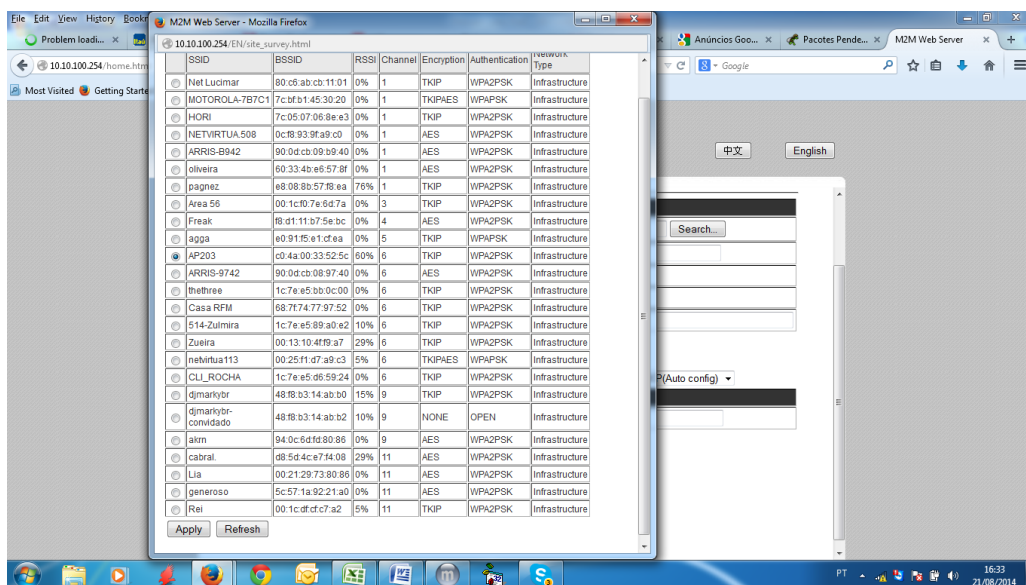 File Edit View History Bookr
M2M Web Server - Mozilla Firefox
Problem loadi... ×
Anúncios Goo... ×
Pacotes Pende... ×
M2M Web Server ×
10.10.100.254/home.htm
10.10.100.254/EN/site_survey.html
Google
Most Visited Getting Starte
中文 English
SSID BSSID RSSI Channel Encryption Authentication Network Type
Net Lucimar 80:c6:ab:cb:11:01 0% 1 TKIP WPA2PSK Infrastructure
MOTOROLA-7B7C1 7c:bf:b1:45:30:20 0% 1 TKIPAES WPAPSK Infrastructure
HORI 7c:05:07:06:8e:e3 0% 1 TKIP WPA2PSK Infrastructure
NETVIRTUA.508 0c:f8:93:9f:a9:c0 0% 1 AES WPA2PSK Infrastructure
ARRIS-B942 90:0d:cb:09:b9:40 0% 1 AES WPA2PSK Infrastructure
oliveira 60:33:4b:e6:57:8f 0% 1 AES WPA2PSK Infrastructure
pagnez e8:08:8b:57:f8:ea 76% 1 TKIP WPA2PSK Infrastructure
Area 56 00:1c:f0:7e:6d:7a 0% 3 TKIP WPA2PSK Infrastructure
Freak f8:d1:11:b7:5e:bc 0% 4 AES WPA2PSK Infrastructure
agga e0:91:f5:e1:cf:ea 0% 5 TKIP WPAPSK Infrastructure
AP203 c0:4a:00:33:52:5c 60% 6 TKIP WPA2PSK Infrastructure
ARRIS-9742 90:0d:cb:08:97:40 0% 6 AES WPA2PSK Infrastructure
thethree 1c:7e:e5:bb:0c:00 0% 6 TKIP WPA2PSK Infrastructure
Casa RFM 68:7f:74:77:97:52 0% 6 TKIP WPA2PSK Infrastructure
514-Zulmira 1c:7e:e5:89:a0:e2 10% 6 TKIP WPA2PSK Infrastructure
Zueira 00:13:10:4f:f9:a7 29% 6 TKIP WPA2PSK Infrastructure
netvirtua113 00:25:f1:d7:a9:c3 5% 6 TKIPAES WPAPSK Infrastructure
CLI_ROCHA 1c:7e:e5:d6:59:24 0% 6 TKIP WPA2PSK Infrastructure
djmarkybr 48:f8:b3:14:ab:b0 15% 9 TKIP WPA2PSK Infrastructure
djmarkybr-convidado 48:f8:b3:14:ab:b2 10% 9 NONE OPEN Infrastructure
akrn 94:0c:6d:fd:80:86 0% 9 AES WPA2PSK Infrastructure
cabral. d8:5d:4c:e7:f4:08 29% 11 AES WPA2PSK Infrastructure
Lia 00:21:29:73:80:86 0% 11 AES WPA2PSK Infrastructure
generoso 5c:57:1a:92:21:a0 0% 11 AES WPA2PSK Infrastructure
Rei 00:1c:df:cf:c7:a2 5% 11 TKIP WPA2PSK Infrastructure
Apply Refresh
Search...
P(Auto config)
PT 16:33
21/08/2014